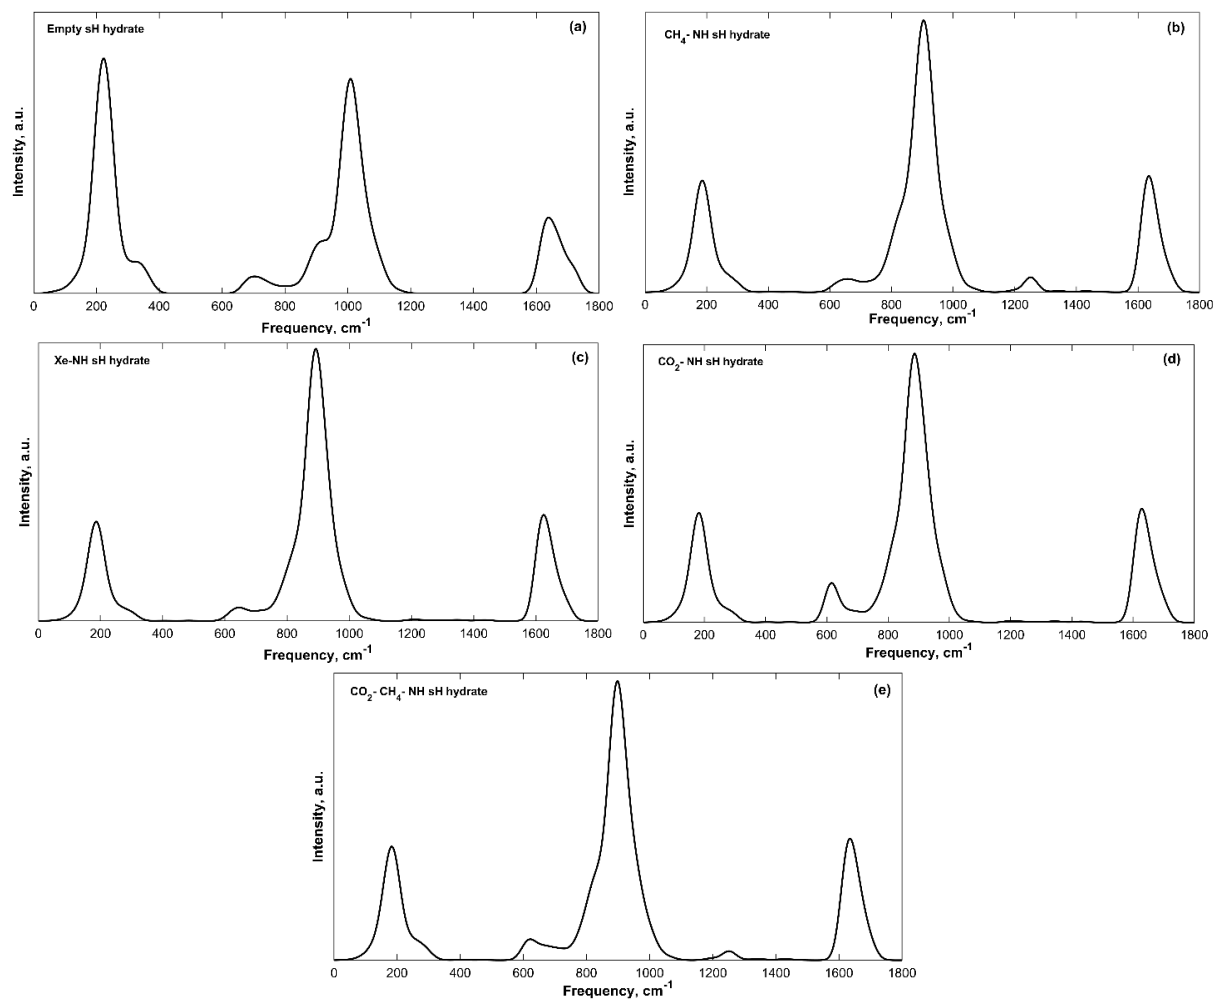 Empty sH hydrate
(a)
Intensity, a.u.
0 200 400 600 800 1000 1200 1400 1600 1800
Frequency, cm-1
CH4- NH sH hydrate
(b)
Intensity, a.u.
0 200 400 600 800 1000 1200 1400 1600 1800
Frequency, cm-1
Xe-NH sH hydrate
(c)
Intensity, a.u.
0 200 400 600 800 1000 1200 1400 1600 1800
Frequency, cm-1
CO2- NH sH hydrate
(d)
Intensity, a.u.
0 200 400 600 800 1000 1200 1400 1600 1800
Frequency, cm-1
CO2- CH4- NH sH hydrate
(e)
Intensity, a.u.
0 200 400 600 800 1000 1200 1400 1600 1800
Frequency, cm-1